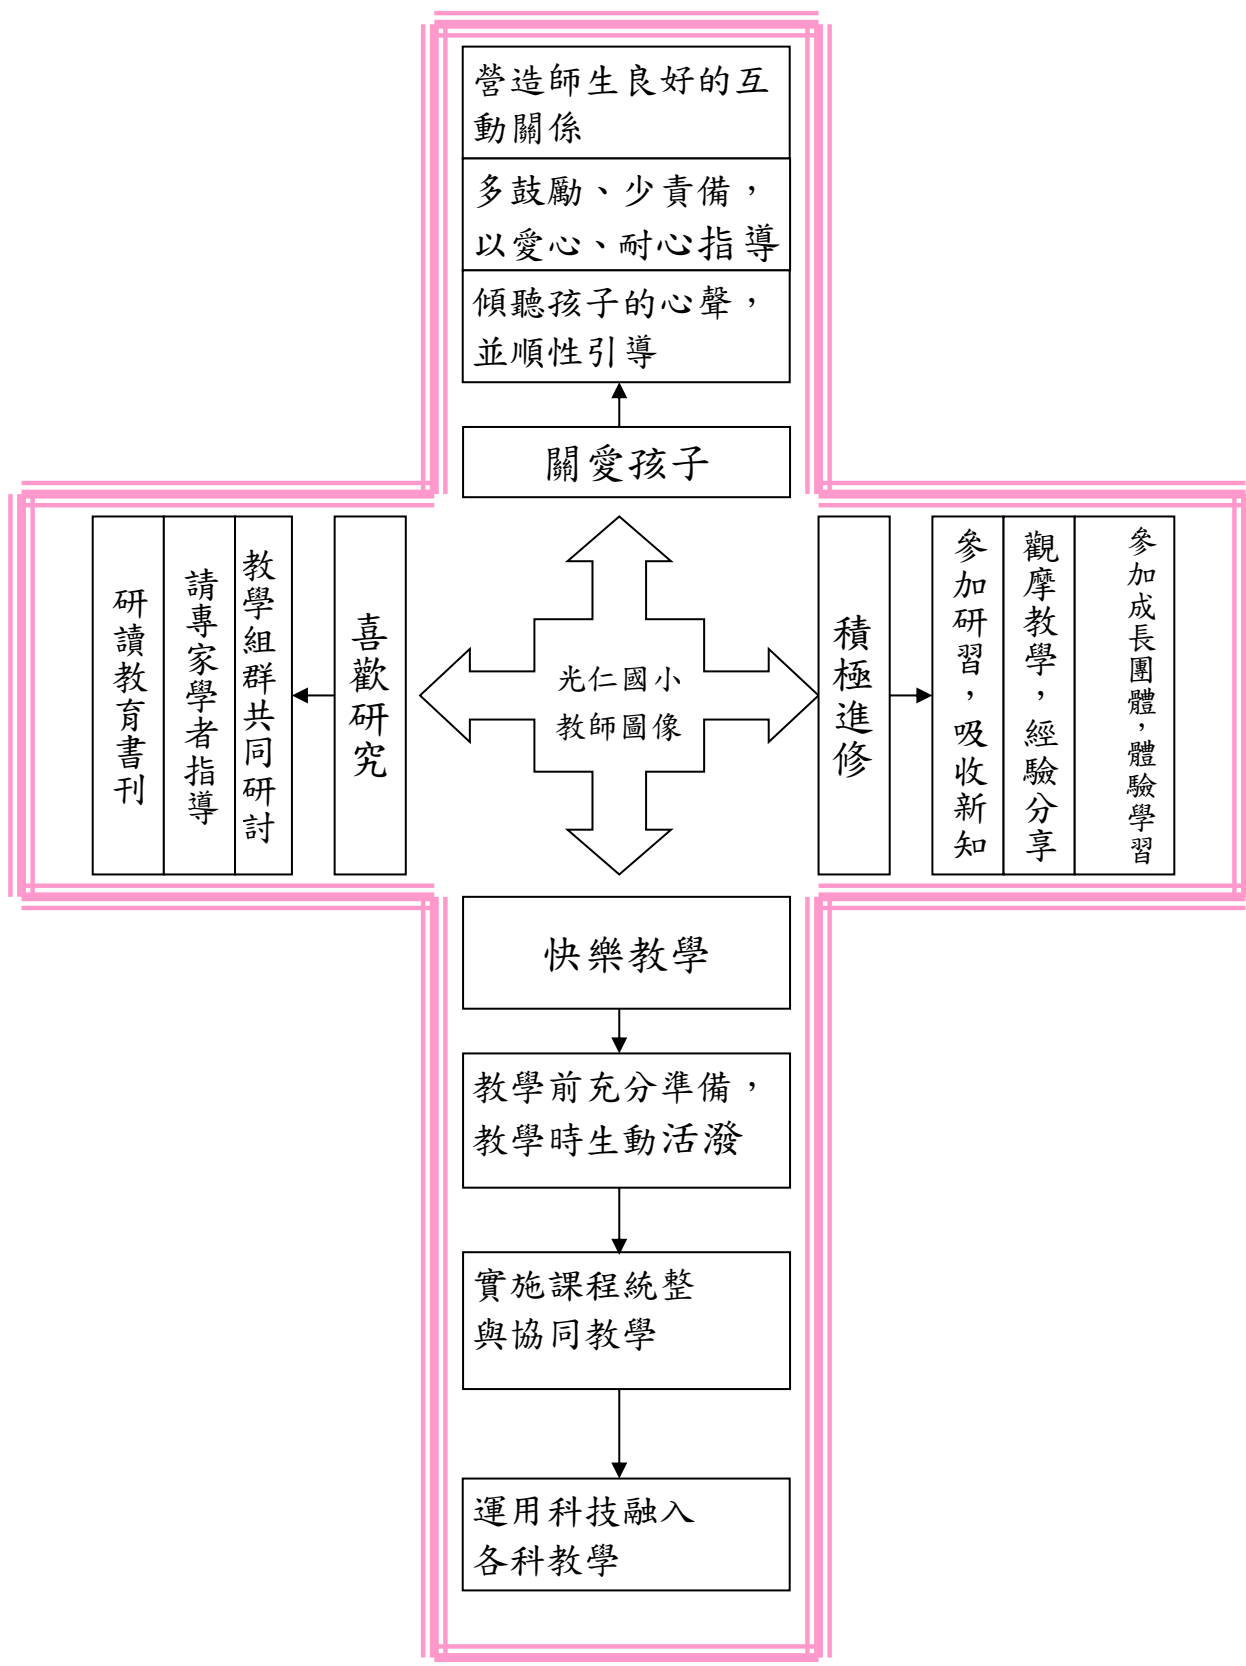 營造師生良好的互
動關係
多鼓勵、少責備，
以愛心、耐心指導
傾聽孩子的心聲，
並順性引導
關愛孩子
研讀教育書刊
請專家學者指導
教學組群共同研討
喜歡研究
光仁國小
教師圖像
積極進修
參加研習，吸收新知
觀摩教學，經驗分享
參加成長團體，體驗學習
快樂教學
教學前充分準備，
教學時生動活潑
實施課程統整
與協同教學
運用科技融入
各科教學